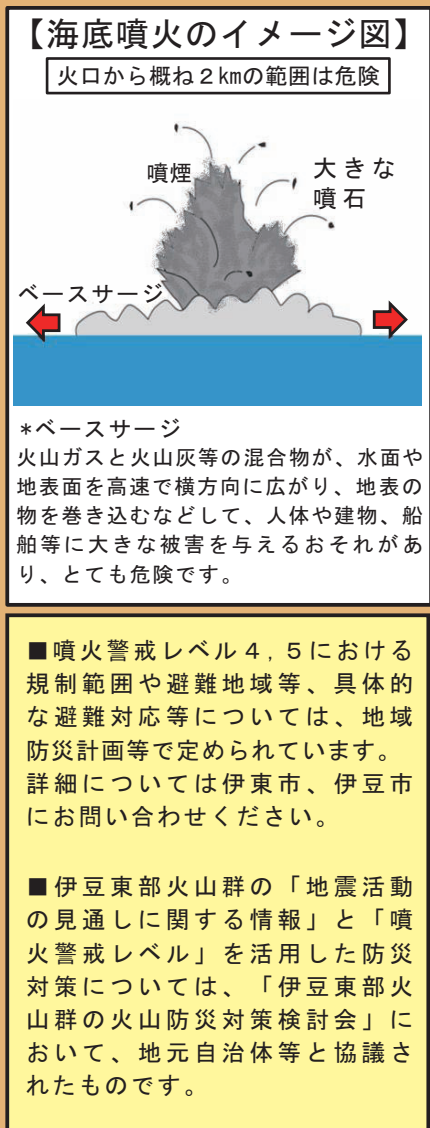 【海底噴火のイメージ図】
火口から概ね２㎞の範囲は危険
噴煙
大きな
噴石
ベースサージ
*ベースサージ
火山ガスと火山灰等の混合物が、水面や
地表面を高速で横方向に広がり、地表の
物を巻き込むなどして、人体や建物、船
舶等に大きな被害を与えるおそれがあ
り、とても危険です。
■噴火警戒レベル４,５における
規制範囲や避難地域等、具体的
な避難対応等については、地域
防災計画等で定められています。
詳細については伊東市、伊豆市
にお問い合わせください。
■伊豆東部火山群の「地震活動
の見通しに関する情報」と「噴
火警戒レベル」を活用した防災
対策については、「伊豆東部火
山群の火山防災対策検討会」に
おいて、地元自治体等と協議さ
れたものです。